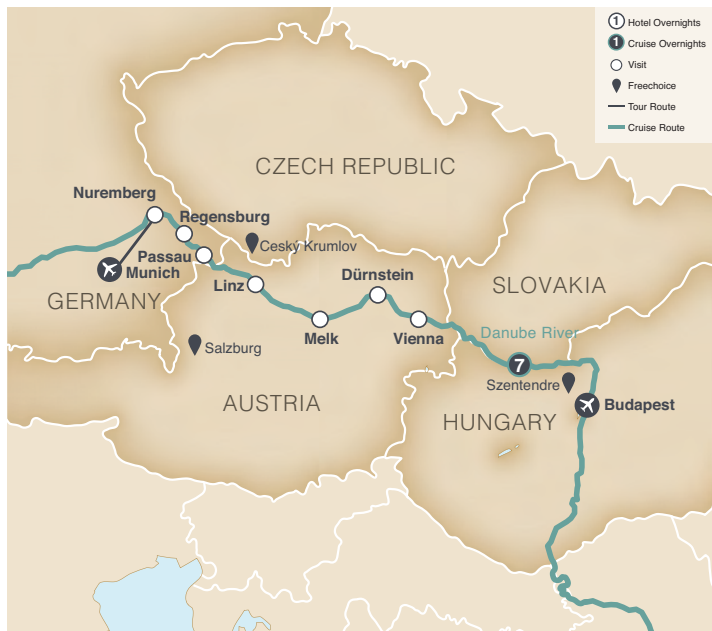 1 Hotel Overnights
1 Cruise Overnights
Visit
Freechoice
Tour Route
Cruise Route
CZECH REPUBLIC
Nuremberg
Regensburg
Cesky Krumlov
Passau
Munich
Dürnstein
SLOVAKIA
Linz
GERMANY
Danube River
Melk
Vienna
Salzburg
7
Szentendre
AUSTRIA
Budapest
HUNGARY